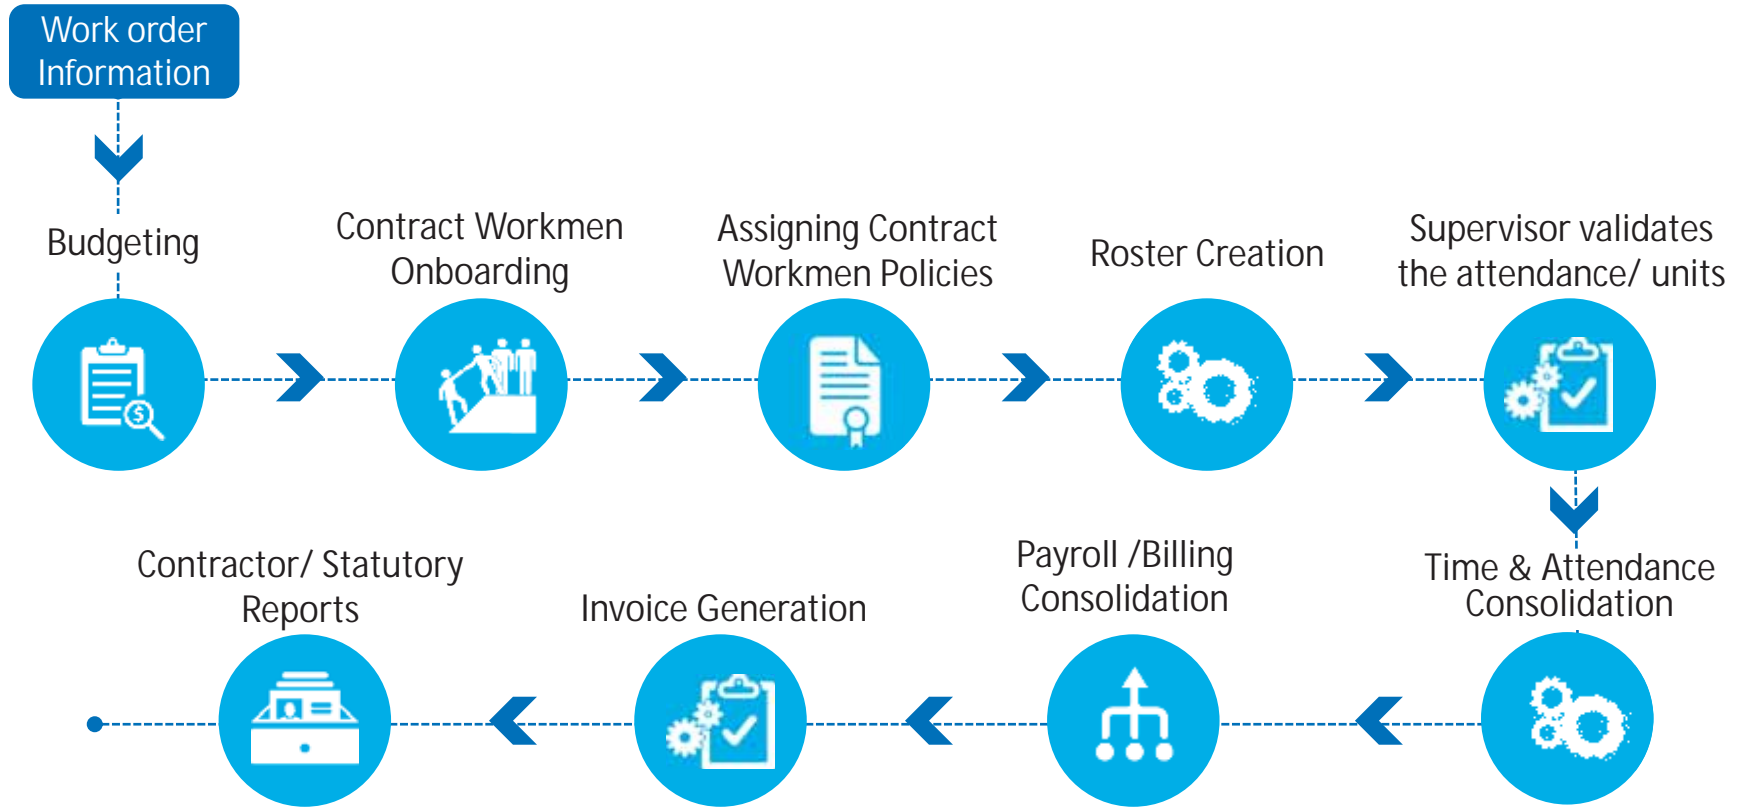 Work order
Information
Budgeting
Contract Workmen
Onboarding
Assigning Contract
Workmen Policies
Roster Creation
Supervisor validates
the attendance/ units
$
Time & Attendance
Consolidation
Payroll /Billing
Consolidation
Invoice Generation
Contractor/ Statutory
Reports